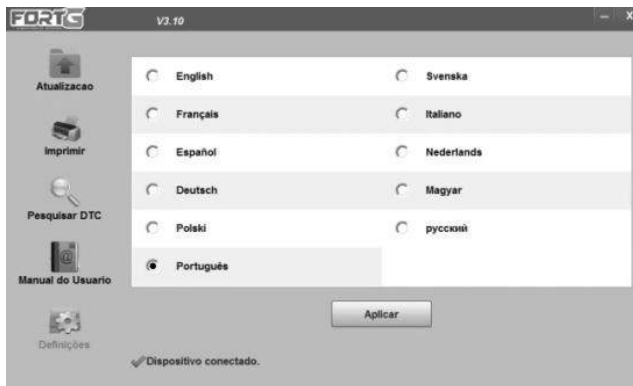 FORTG V3.10
Atualizacao
Imprimir
Pesquisar DTC
Manual do Usuario
Definições
English
Svenska
Français
Italiano
Español
Nederlands
Deutsch
Magyar
Polski
русский
Português
Aplicar
Dispositivo conectado.